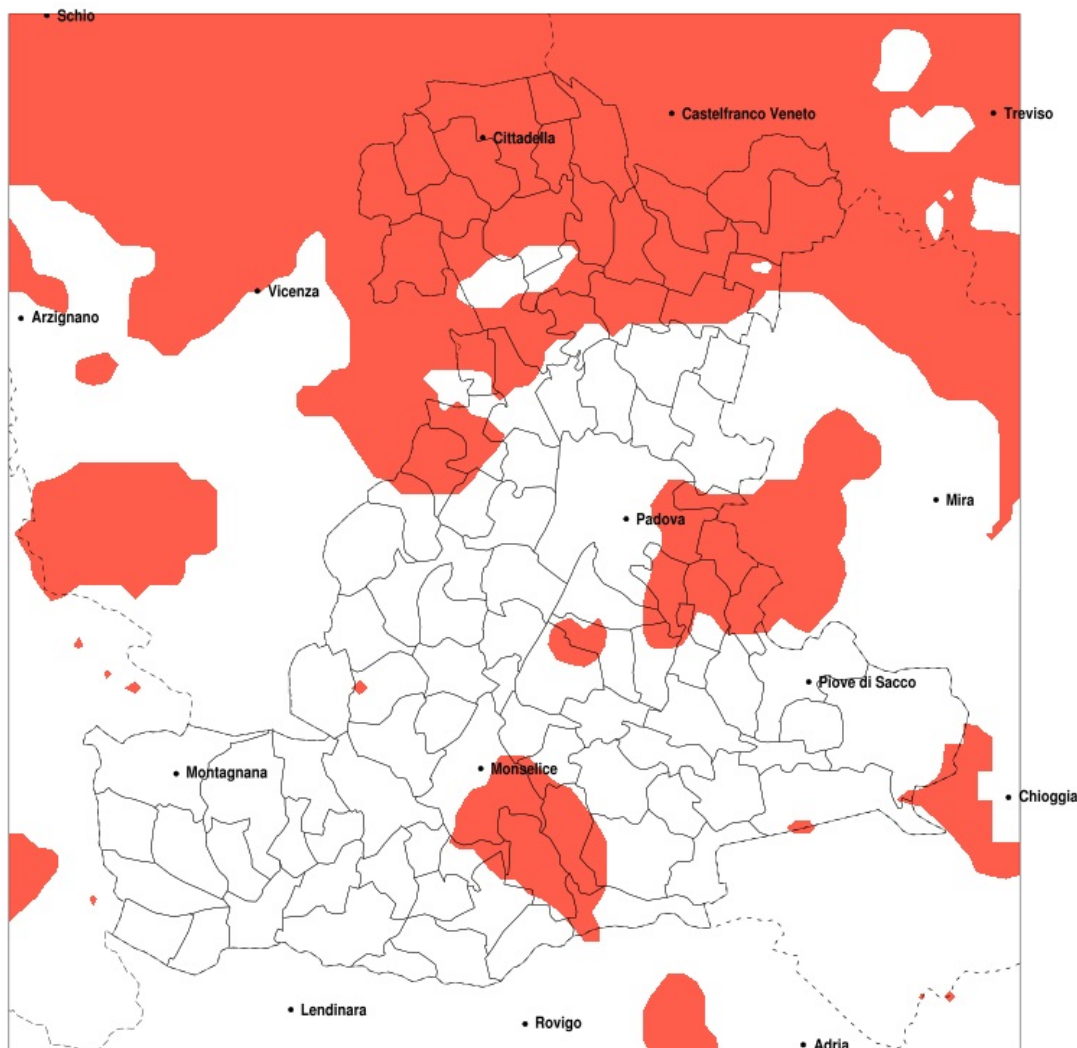 Schio
Castelfranco Veneto
Treviso
Cittadella
Vicenza
Arzignano
Mira
Padova
Piove di Sacco
Monselice
Montagnana
Chioggia
Lendinara
Rovigo
Adria